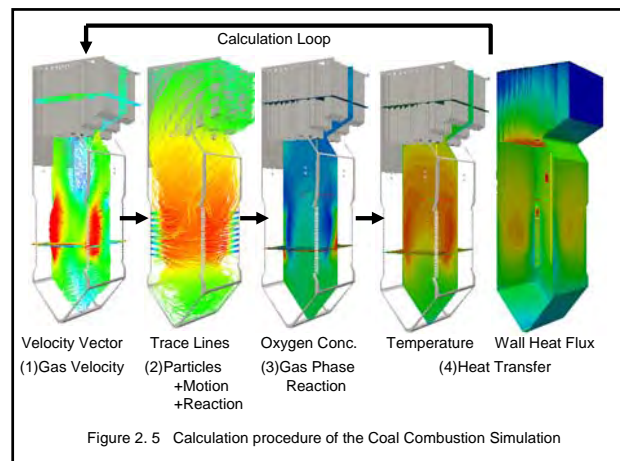 Calculation Loop
Velocity Vector
(1)Gas Velocity
Trace Lines
(2)Particles
+Motion
+Reaction
Oxygen Conc.
(3)Gas Phase
Reaction
Temperature
Wall Heat Flux
(4)Heat Transfer
Figure 2. 5 Calculation procedure of the Coal Combustion Simulation